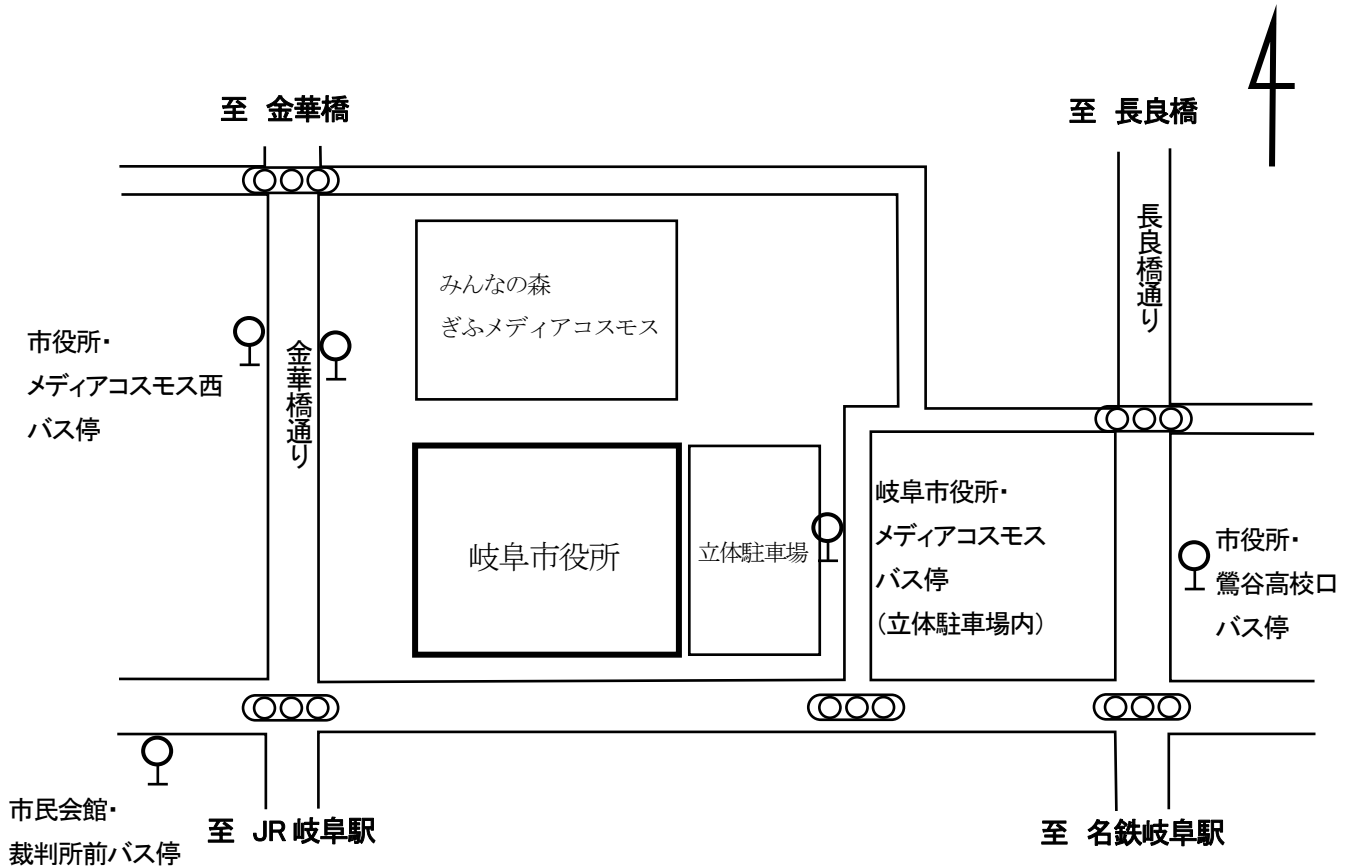 至 金華橋
至 長良橋
長良橋通り
みんなの森
ぎふメディアコスモス
市役所・
メディアコスモス西
バス停
金華橋通り
岐阜市役所
立体駐車場
岐阜市役所・
メディアコスモス
バス停
(立体駐車場内)
市役所・
鶯谷高校口
バス停
市民会館・
裁判所前バス停
至 JR岐阜駅
至 名鉄岐阜駅